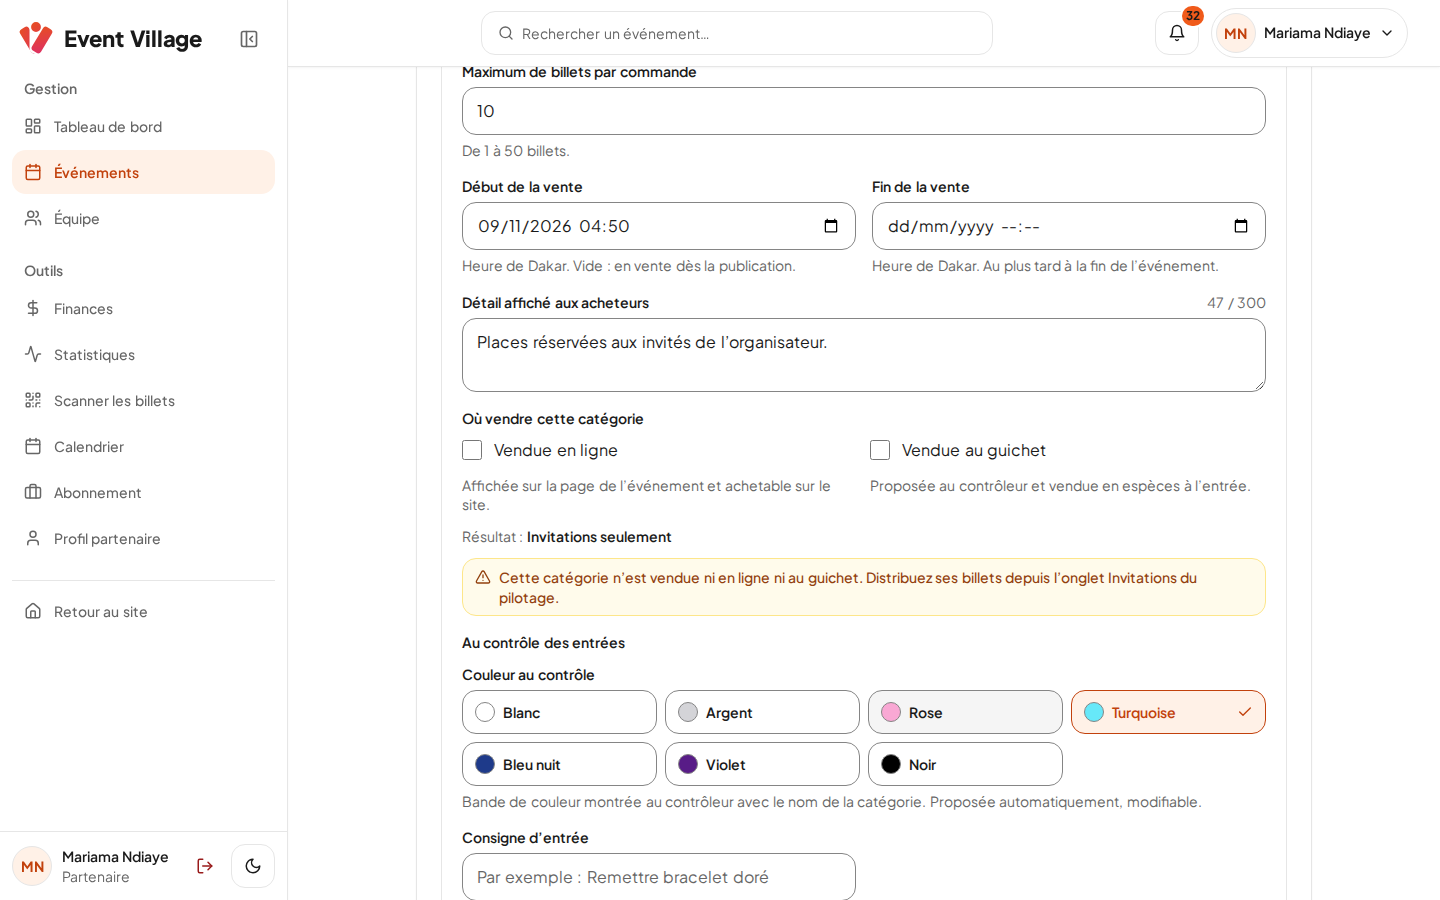 Event Village
Rechercher un événement…
32
MN
Mariama Ndiaye
Gestion
Tableau de bord
Événements
Équipe
Outils
Finances
Statistiques
Scanner les billets
Calendrier
Abonnement
Profil partenaire
Retour au site
MN
Mariama Ndiaye
Partenaire
Maximum de billets par commande
10
De 1 à 50 billets.
Début de la vente
Fin de la vente
09/11/2026 04:50
dd/mm/yyyy --:--
Heure de Dakar. Vide : en vente dès la publication.
Heure de Dakar. Au plus tard à la fin de l’événement.
Détail affiché aux acheteurs
47 / 300
Places réservées aux invités de l’organisateur.
Où vendre cette catégorie
Vendue en ligne
Vendue au guichet
Affichée sur la page de l’événement et achetable sur le
site.
Proposée au contrôleur et vendue en espèces à l’entrée.
Résultat : Invitations seulement
Cette catégorie n’est vendue ni en ligne ni au guichet. Distribuez ses billets depuis l’onglet Invitations du
pilotage.
Au contrôle des entrées
Couleur au contrôle
Blanc
Argent
Rose
Turquoise
Bleu nuit
Violet
Noir
Bande de couleur montrée au contrôleur avec le nom de la catégorie. Proposée automatiquement, modifiable.
Consigne d’entrée
Par exemple : Remettre bracelet doré